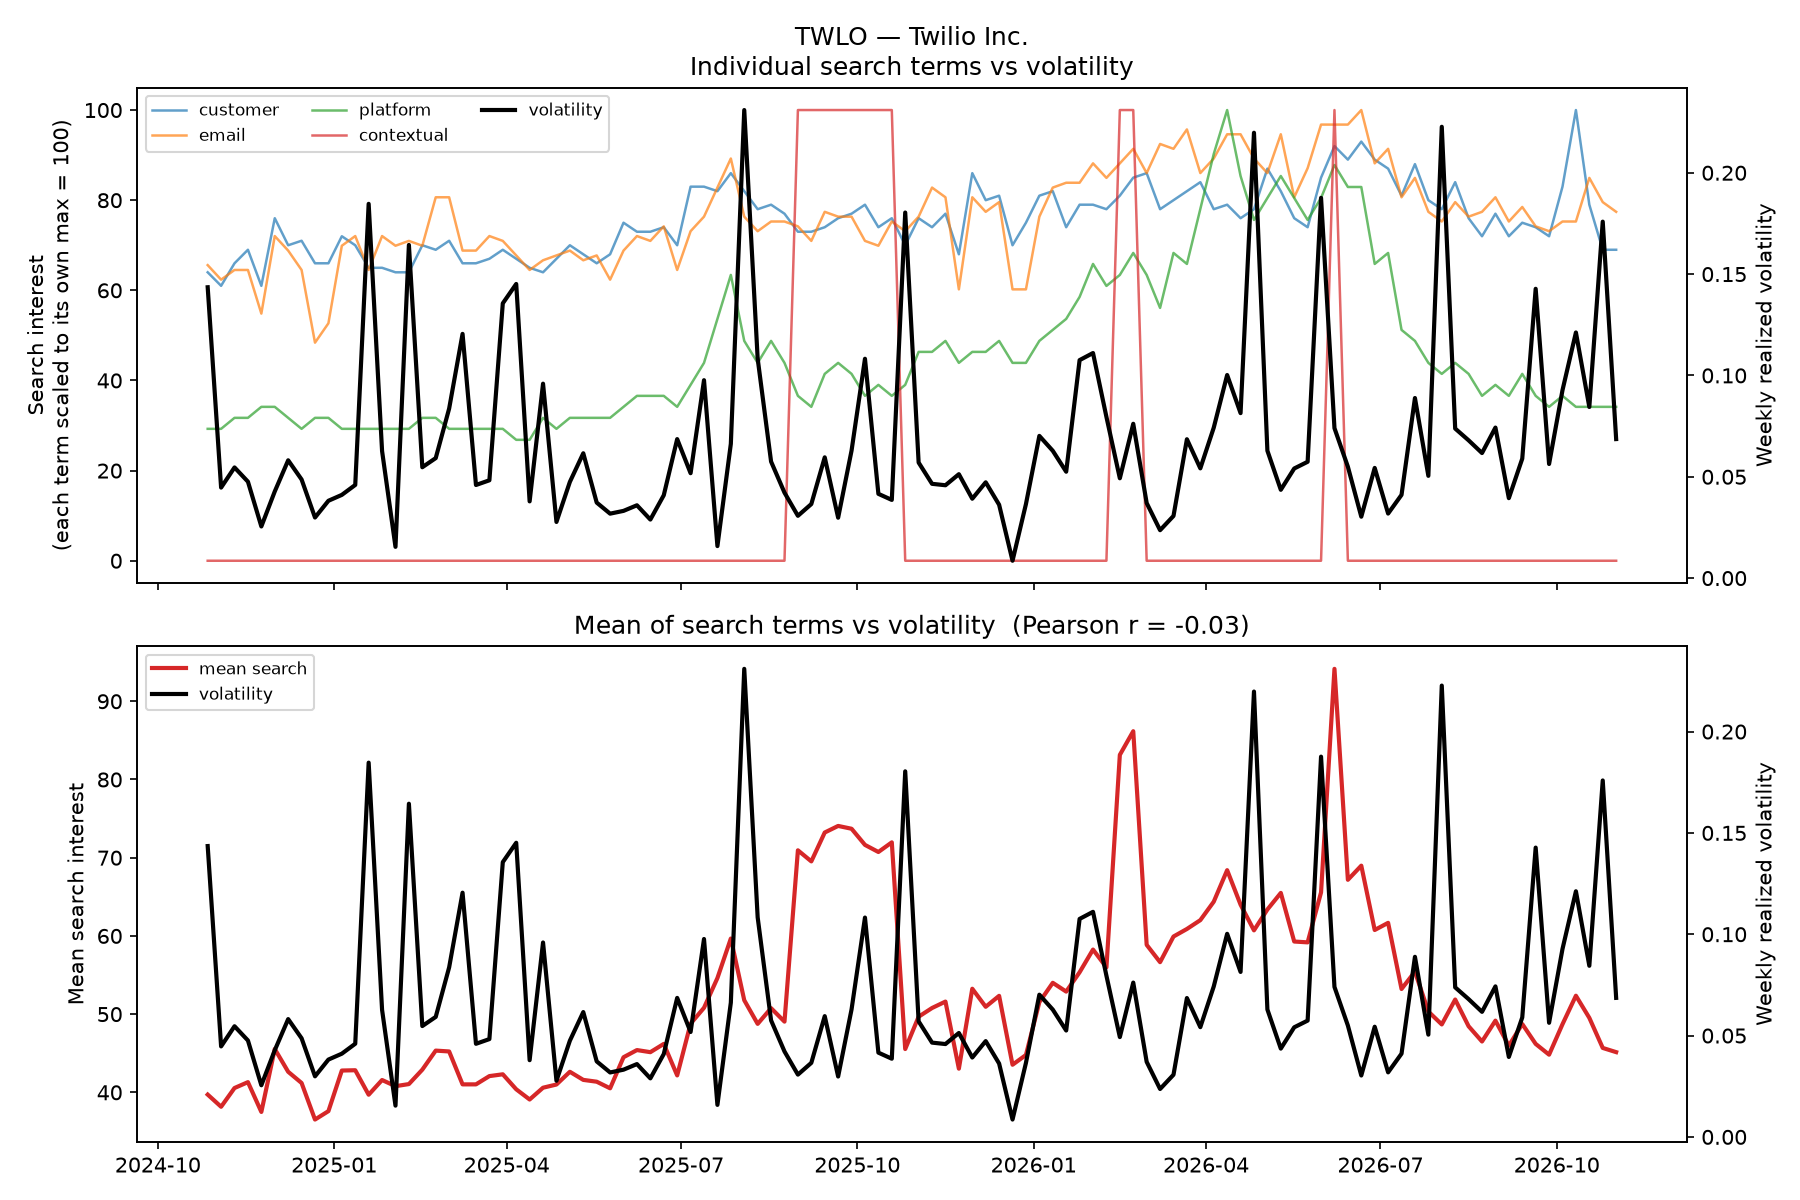 TWLO — Twilio Inc.
Individual search terms vs volatility
customer
email
platform
contextual
volatility
Search interest
(each term scaled to its own max = 100)
100
80
60
40
20
0
0.20
0.15
0.10
0.05
0.00
Weekly realized volatility
Mean of search terms vs volatility (Pearson r = -0.03)
mean search
volatility
Mean search interest
90
80
70
60
50
40
0.20
0.15
0.10
0.05
0.00
Weekly realized volatility
2024-10 2025-01 2025-04 2025-07 2025-10 2026-01 2026-04 2026-07 2026-10